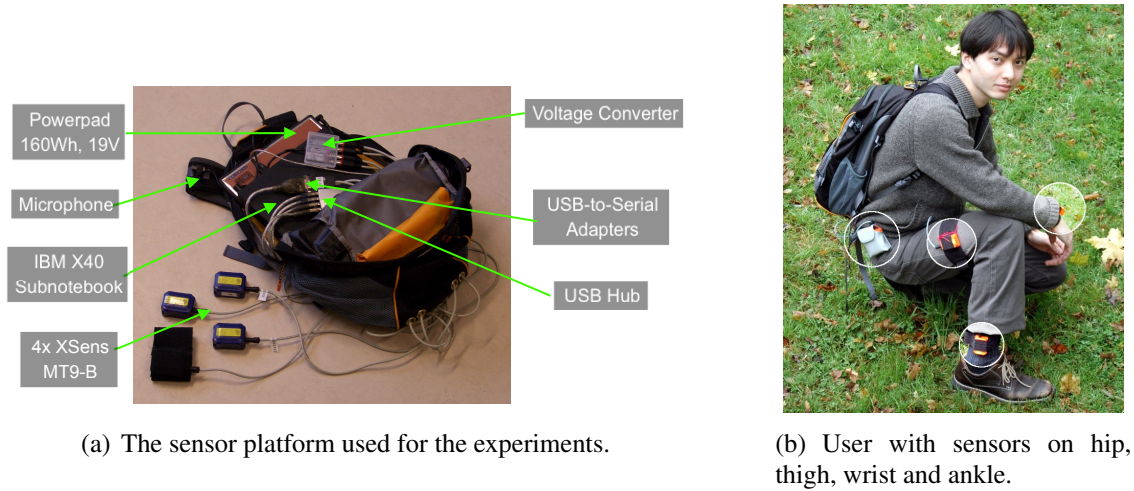 Powerpad
160Wh, 19V
Microphone
IBM X40
Subnotebook
4x XSens
MT9-B
Voltage Converter
USB-to-Serial
Adapters
USB Hub
(a) The sensor platform used for the experiments.
(b) User with sensors on hip,
thigh, wrist and ankle.